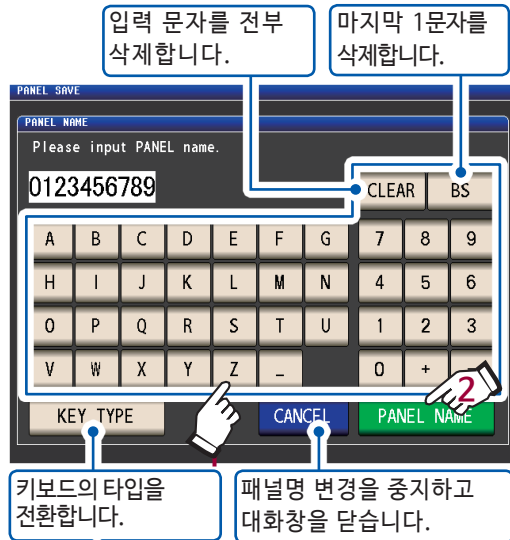 입력 문자를 전부
삭제합니다.
마지막 1문자를
삭제합니다.
PANEL SAVE
PANEL NAME
Please input PANEL name.
0123456789
CLEAR BS
A B C D E F G 7 8 9
H I J K L M N 4 5 6
O P Q R S T U 1 2 3
V W X Y Z _ 0 +
KEY TYPE CANCEL PANEL NAME
2
키보드의 타입을
전환합니다.
패널명 변경을 중지하고
대화창을 닫습니다.